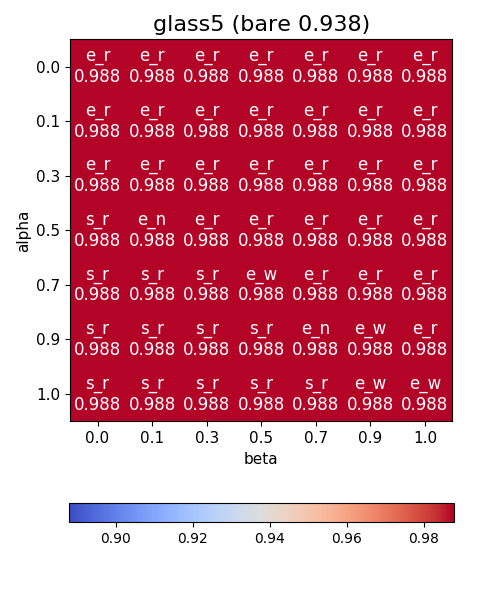 glass5 (bare 0.938)
e_r e_r e_r e_r e_r e_r e_r
0.0
0.988 0.988 0.988 0.988 0.988 0.988 0.988
e_r e_r e_r e_r e_r e_r e_r
0.1
0.988 0.988 0.988 0.988 0.988 0.988 0.988
e_r e_r e_r e_r e_r e_r e_r
0.3
0.988 0.988 0.988 0.988 0.988 0.988 0.988
s_r e_n e_r e_r e_r e_r e_r
0.5
0.988 0.988 0.988 0.988 0.988 0.988 0.988
s_r s_r s_r e_w e_r e_r e_r
0.7
0.988 0.988 0.988 0.988 0.988 0.988 0.988
s_r s_r s_r s_r e_n e_w e_r
0.9
0.988 0.988 0.988 0.988 0.988 0.988 0.988
s_r s_r s_r s_r s_r e_w e_w
1.0
0.988 0.988 0.988 0.988 0.988 0.988 0.988
alpha
0.0 0.1 0.3 0.5 0.7 0.9 1.0
beta
0.90 0.92 0.94 0.96 0.98